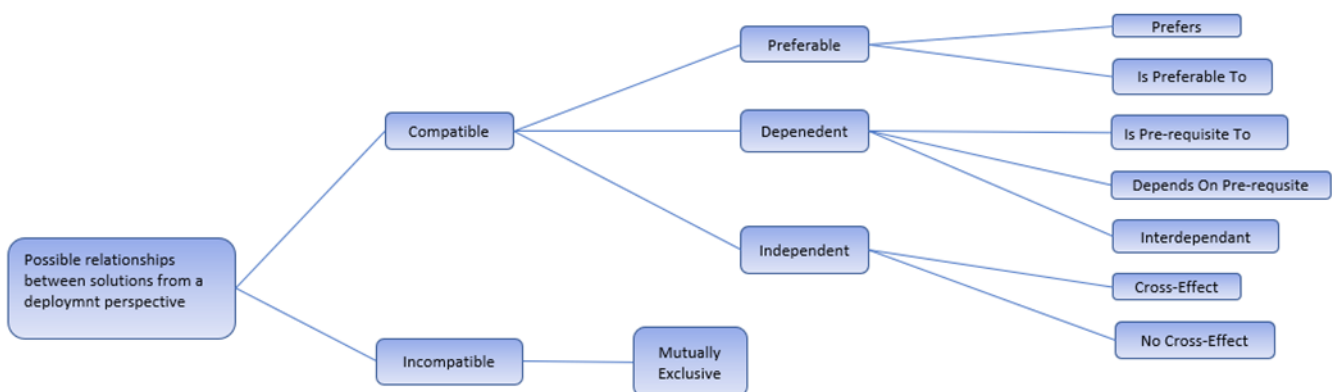 Possible relationships
between solutions from a
deploymnt perspective
Compatible
Incompatible
Mutually
Exclusive
Preferable
Depenedent
Independent
Prefers
Is Preferable To
Is Pre-requisite To
Depends On Pre-requsite
Interdependant
Cross-Effect
No Cross-Effect